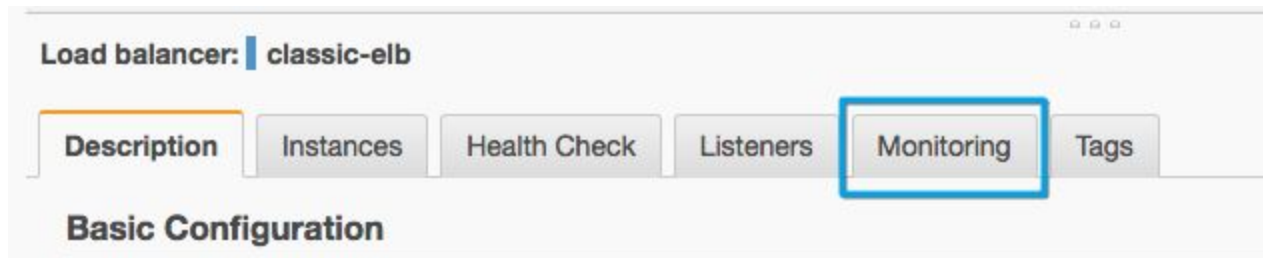 Load balancer: classic-elb
Description Instances Health Check Listeners Monitoring Tags
Basic Configuration